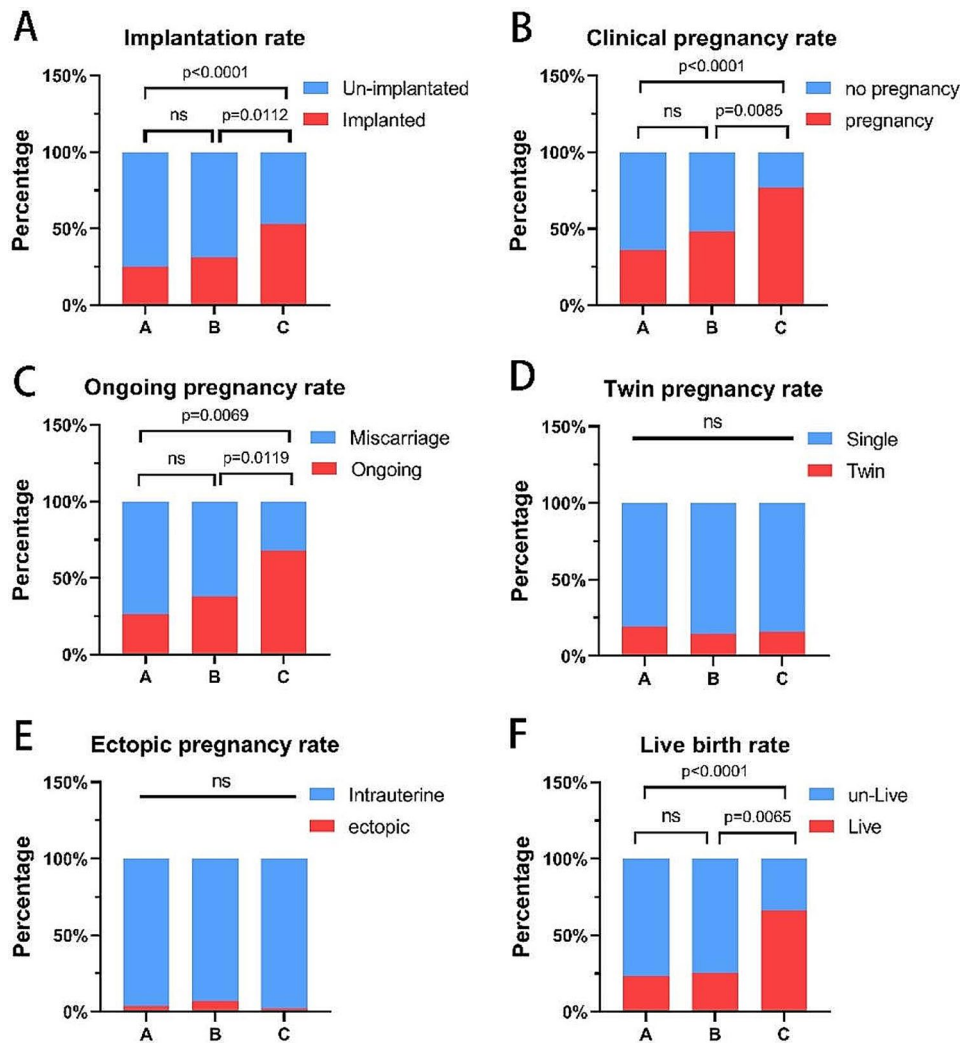 A
Implantation rate
150%
100%
50%
0%
Percentage
p<0.0001
ns
p=0.0112
Un-implantated
Implanted
A B C
B
Clinical pregnancy rate
150%
100%
50%
0%
Percentage
p<0.0001
ns
p=0.0085
no pregnancy
pregnancy
A B C
C
Ongoing pregnancy rate
150%
100%
50%
0%
Percentage
p=0.0069
ns
p=0.0119
Miscarriage
Ongoing
A B C
D
Twin pregnancy rate
150%
100%
50%
0%
Percentage
ns
Single
Twin
A B C
E
Ectopic pregnancy rate
150%
100%
50%
0%
Percentage
ns
Intrauterine
ectopic
A B C
F
Live birth rate
150%
100%
50%
0%
Percentage
p<0.0001
ns
p=0.0065
un-Live
Live
A B C